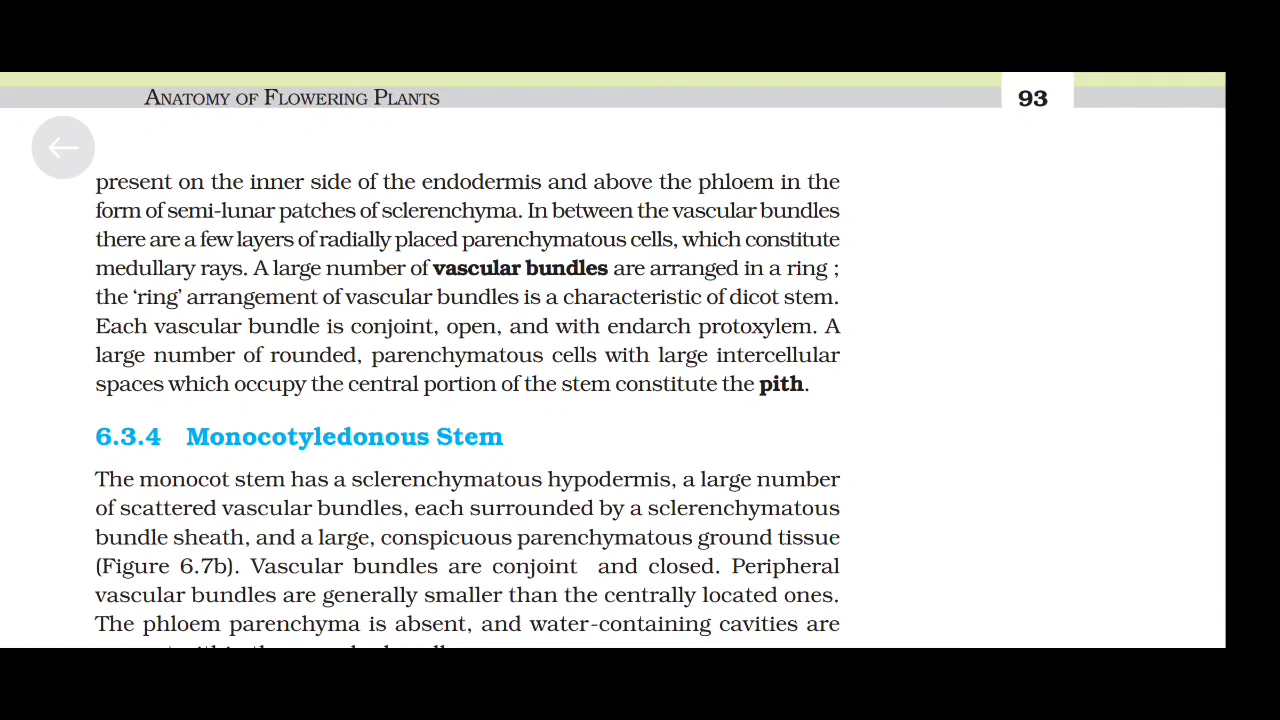 ANATOMY OF FLOWERING PLANTS 93
present on the inner side of the endodermis and above the phloem in the
form of semi-lunar patches of sclerenchyma. In between the vascular bundles
there are a few layers of radially placed parenchymatous cells, which constitute
medullary rays. A large number of vascular bundles are arranged in a ring ;
the ‘ring’ arrangement of vascular bundles is a characteristic of dicot stem.
Each vascular bundle is conjoint, open, and with endarch protoxylem. A
large number of rounded, parenchymatous cells with large intercellular
spaces which occupy the central portion of the stem constitute the pith.
6.3.4 Monocotyledonous Stem
The monocot stem has a sclerenchymatous hypodermis, a large number
of scattered vascular bundles, each surrounded by a sclerenchymatous
bundle sheath, and a large, conspicuous parenchymatous ground tissue
(Figure 6.7b). Vascular bundles are conjoint and closed. Peripheral
vascular bundles are generally smaller than the centrally located ones.
The phloem parenchyma is absent, and water-containing cavities are